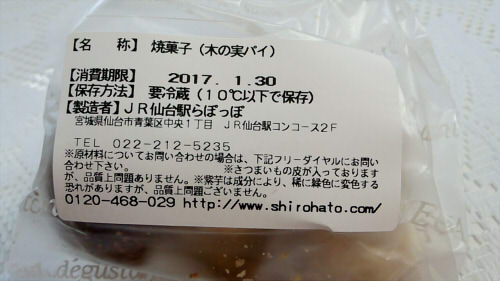 【名　　称】 焼菓子（木の実パイ）
【消費期限】　　２０１７．１．３０
【保存方法】 要冷蔵（１０℃以下で保存）
【製造者】ＪＲ仙台駅らぽっぽ
宮城県仙台市青葉区中央１丁目　ＪＲ仙台駅コンコース２Ｆ
TEL 022-212-5235
※原材料についてお問い合わせの場合は、下記フリーダイヤルにお問い
合わせ下さい。　　　　　　※さつまいもの皮が入っております
が、品質上問題ありません。※紫芋は成分により、稀に緑色に変色する
恐れがありますが、品質上問題ございません。
0120-468-029 http://www.shirohato.com/
dégusta